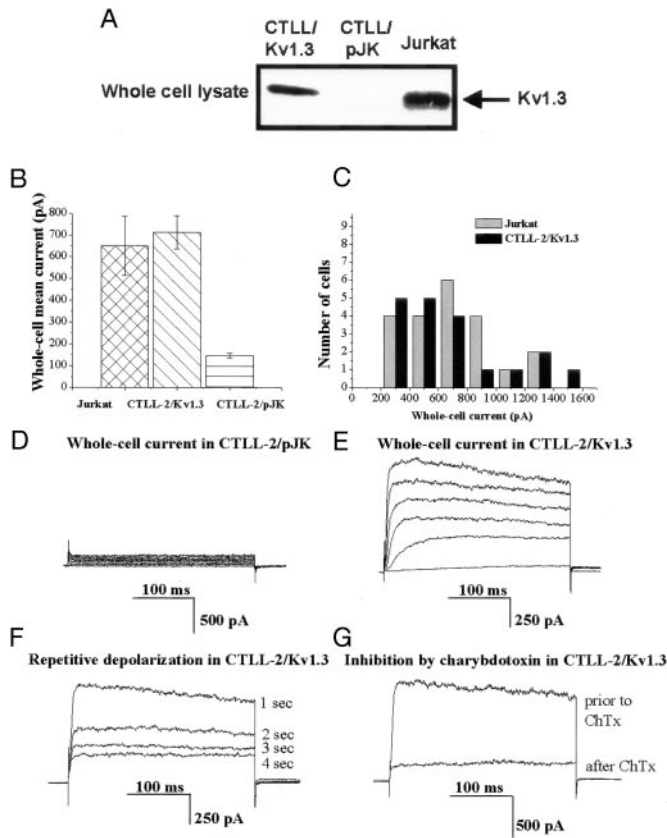 A
CTLL/
Kv1.3
CTLL/
pJK
Jurkat
Whole cell lysate
Kv1.3
B
Whole-cell mean current (pA)
800
700
600
500
400
300
200
100
0
Jurkat CTLL-2/Kv1.3 CTLL-2/pJK
C
Jurkat
CTLL-2/Kv1.3
Number of cells
9
8
7
6
5
4
3
2
1
0
0 200 400 600 800 1000 1200 1400 1600
Whole-cell current (pA)
D
Whole-cell current in CTLL-2/pJK
100 ms
500 pA
E
Whole-cell current in CTLL-2/Kv1.3
100 ms
250 pA
F
Repetitive depolarization in CTLL-2/Kv1.3
1 sec
2 sec
3 sec
4 sec
100 ms
250 pA
G
Inhibition by charybdotoxin in CTLL-2/Kv1.3
prior to
ChTx
after ChTx
100 ms
500 pA